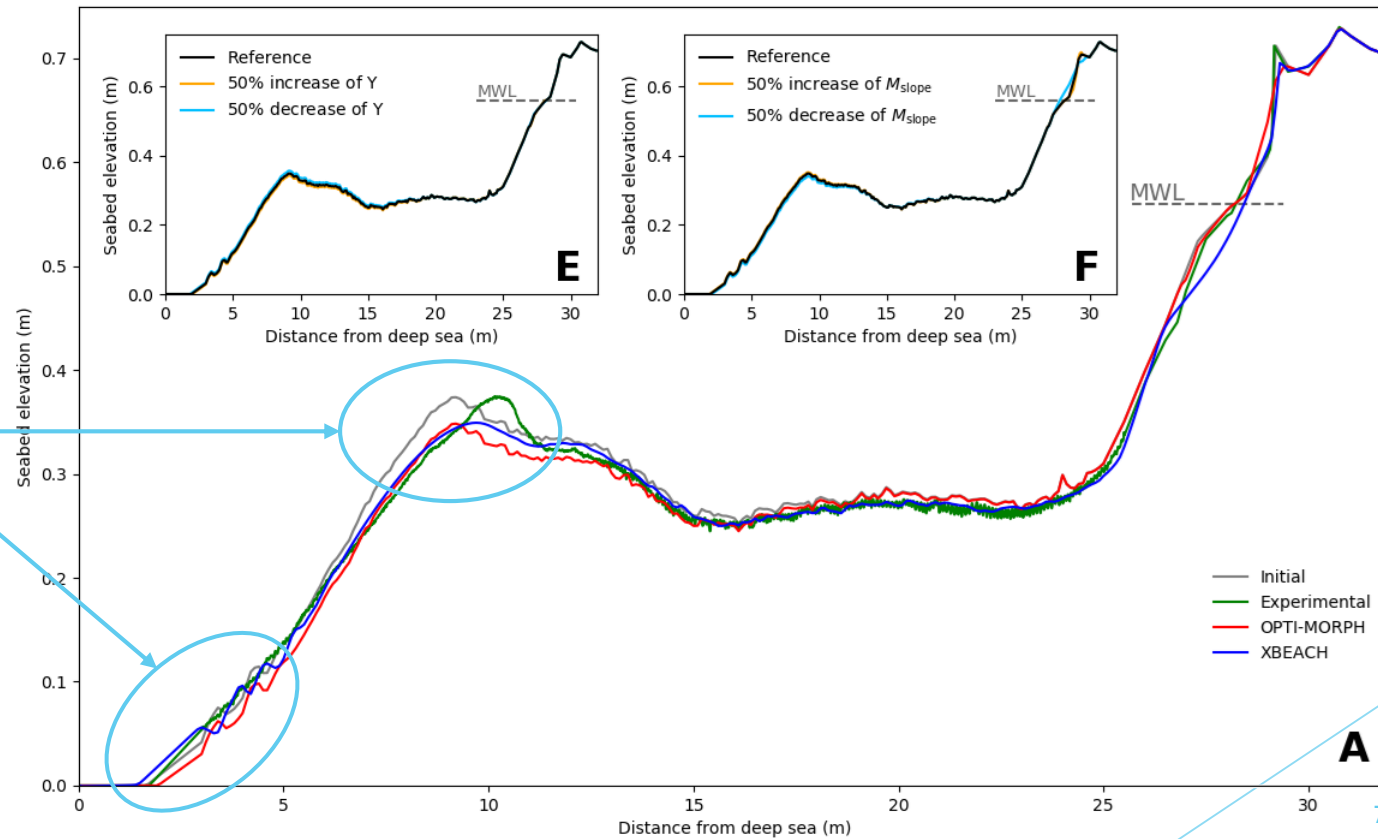 0.7
0.6
0.5
0.4
0.3
0.2
0.1
0.0
Seabed elevation (m)
0 5 10 15 20 25 30
Distance from deep sea (m)
Reference
50% increase of Y
50% decrease of Y
MWL
E
0.6
0.4
0.2
0.0
Seabed elevation (m)
0 5 10 15 20 25 30
Distance from deep sea (m)
Reference
50% increase of Mslope
50% decrease of Mslope
MWL
F
0.6
0.4
0.2
0.0
Seabed elevation (m)
0 5 10 15 20 25 30
Distance from deep sea (m)
MWL
Initial
Experimental
OPTI-MORPH
XBEACH
A